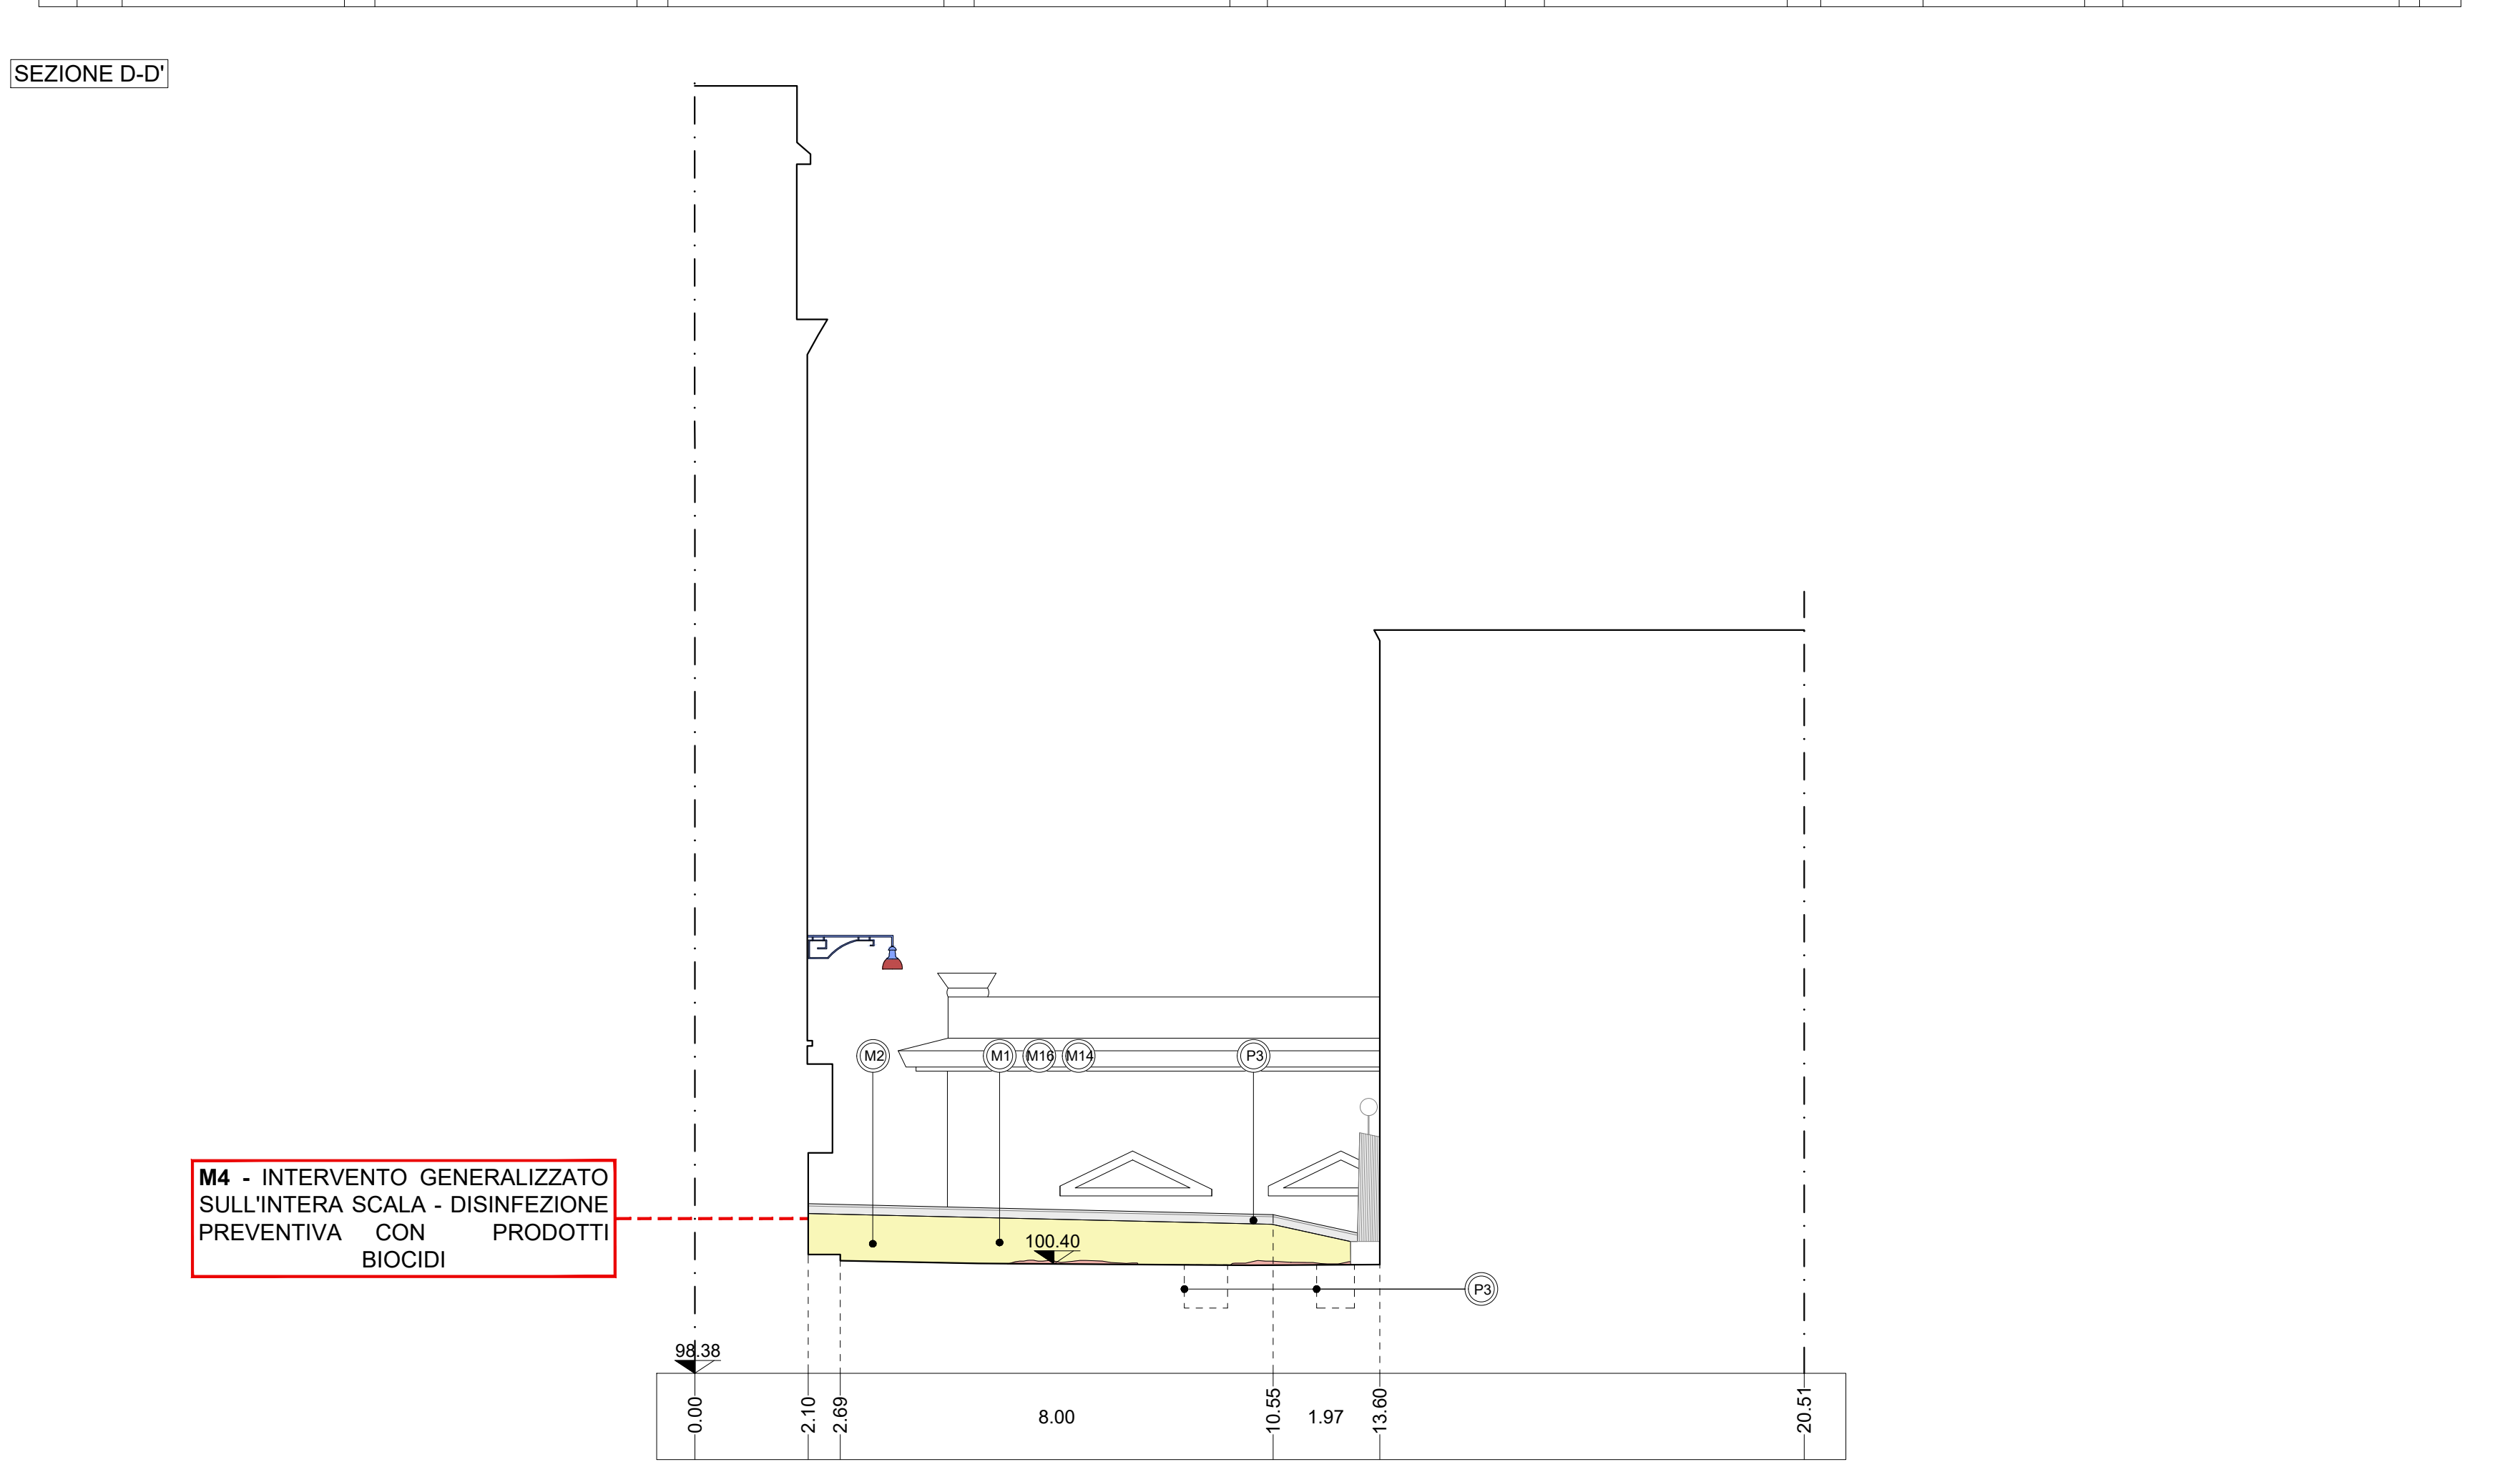 SEZIONE D-D'
M2
M1
M16
M14
P3
M4 - INTERVENTO GENERALIZZATO
SULL'INTERA SCALA - DISINFEZIONE
PREVENTIVA CON PRODOTTI
BIOCIDI
100.40
P3
98.38
0.00
2.10
2.69
8.00
10.55
1.97
13.60
20.51